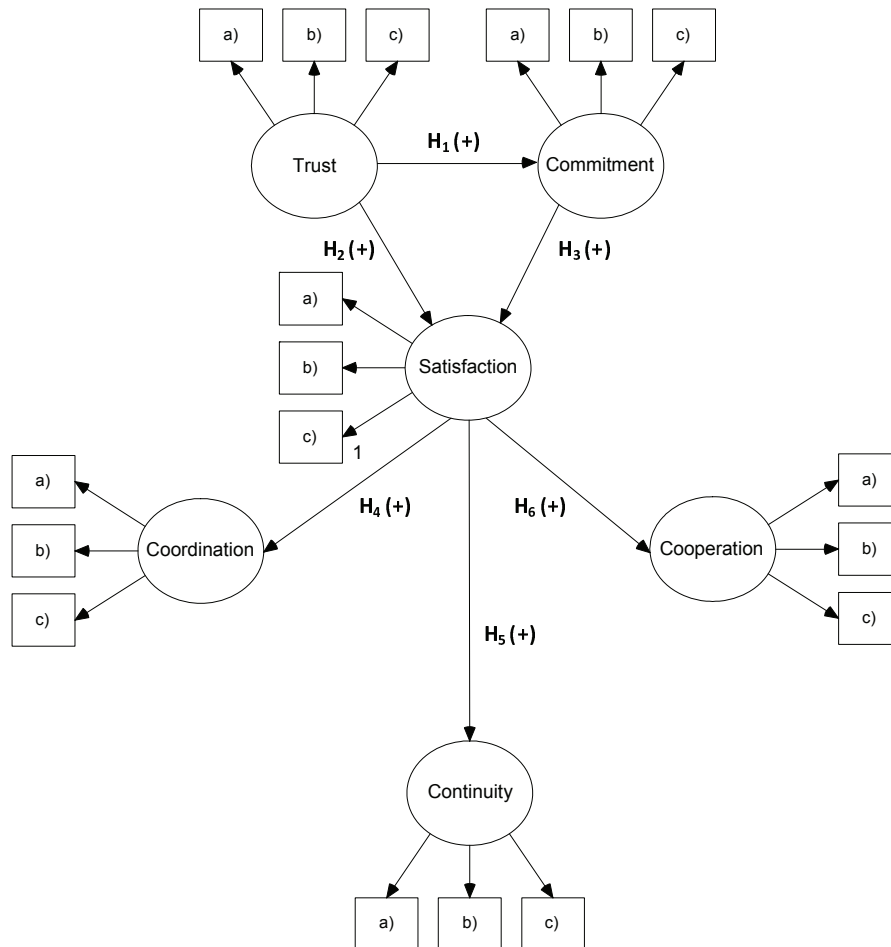 a) b) c) a) b) c)
Trust
H₁ (+)
Commitment
H₂ (+)
H₃ (+)
a)
b)
c)
Satisfaction
1
a)
b)
c)
Coordination
H₄ (+)
H₆ (+)
Cooperation
a)
b)
c)
H₅ (+)
Continuity
a) b) c)